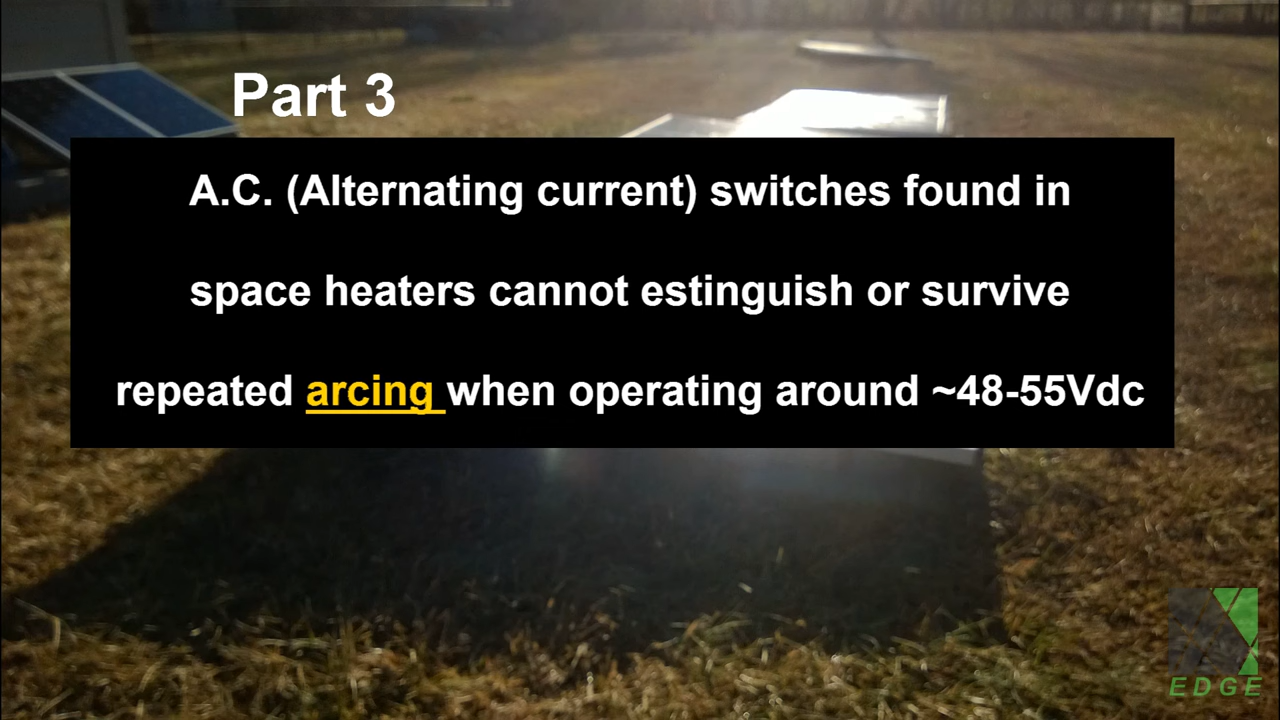 Part 3
A.C. (Alternating current) switches found in
space heaters cannot estinguish or survive
repeated arcing when operating around ~48-55Vdc
EDGE